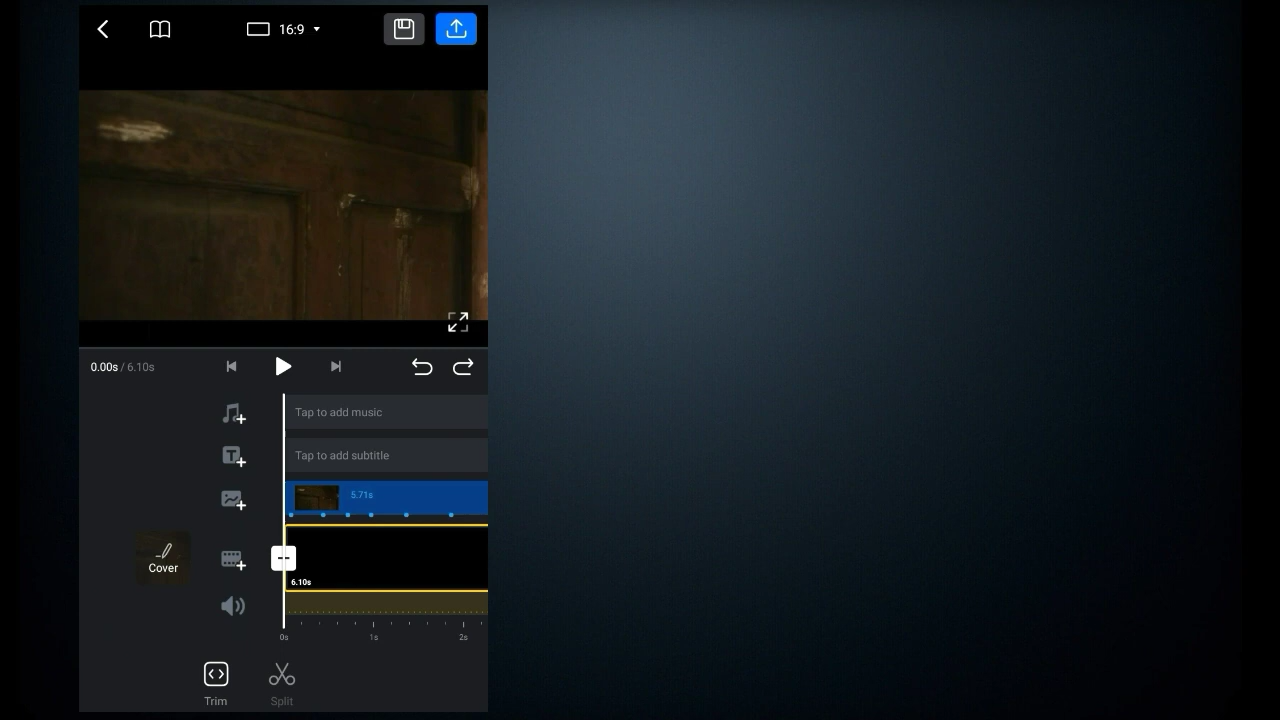 16:9
0.00s / 6.10s
Tap to add music
Tap to add subtitle
5.71s
Cover
6.10s
0s 1s 2s
Trim Split